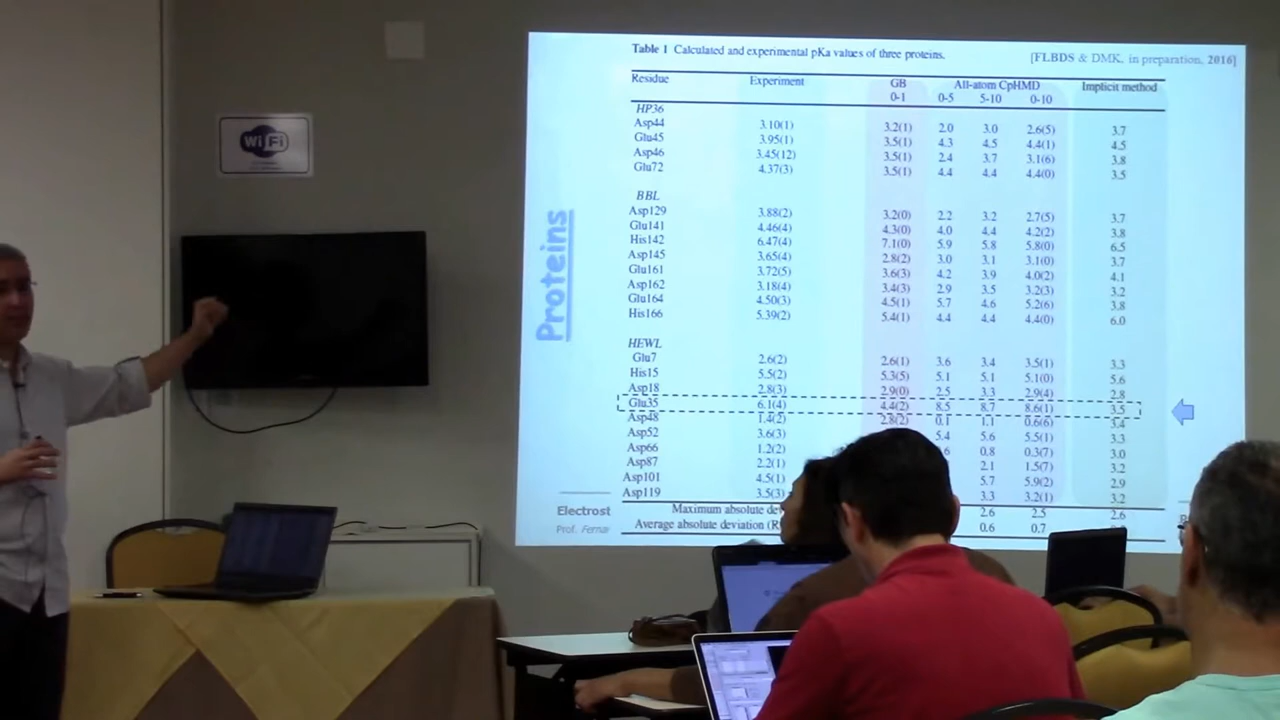 Wi Fi
Proteins
Table 1 Calculated and experimental pKa values of three proteins.
[FLBDS & DMK, in preparation, 2016]
Residue Experiment GB All-atom CpHMD Implicit method
0-1 0-5 5-10 0-10
HP36
Asp44 3.10(1) 3.2(1) 2.0 3.0 2.6(5) 3.7
Glu45 3.95(1) 3.5(1) 4.3 4.5 4.4(1) 4.5
Asp46 3.45(12) 3.5(1) 2.4 3.7 3.1(6) 3.8
Glu72 4.37(3) 3.5(1) 4.4 4.4 4.4(0) 3.5
BBL
Asp129 3.88(2) 3.2(0) 2.2 3.2 2.7(5) 3.7
Glu141 4.46(4) 4.3(0) 4.0 4.4 4.2(2) 3.8
His142 6.47(4) 7.1(0) 5.9 5.8 5.8(0) 6.5
Asp145 3.65(4) 2.8(2) 3.0 3.1 3.1(0) 3.7
Glu161 3.72(5) 3.6(3) 4.2 3.9 4.0(2) 4.1
Asp162 3.18(4) 3.4(3) 2.9 3.5 3.2(3) 3.2
Glu164 4.50(3) 4.5(1) 5.7 4.6 5.2(6) 3.8
His166 5.39(2) 5.4(1) 4.4 4.4 4.4(0) 6.0
HEWL
Glu7 2.6(2) 2.6(1) 3.6 3.4 3.5(1) 3.3
His15 5.5(2) 5.3(5) 5.1 5.1 5.1(0) 5.6
Asp18 2.8(3) 2.9(0) 2.5 3.3 2.9(4) 2.8
Glu35 6.1(4) 4.4(2) 8.5 8.7 8.6(1) 3.5
Asp48 1.4(2) 2.8(2) 0.1 1.1 0.6(6) 3.4
Asp52 3.6(3) 5.4 5.6 5.5(1) 3.3
Asp66 1.2(2) 6 0.8 0.3(7) 3.0
Asp87 2.2(1) 2.1 1.5(7) 3.2
Asp101 4.5(1) 5.7 5.9(2) 2.9
Asp119 3.5(3) 3.3 3.2(1) 3.2
Maximum absolute dev 2.6 2.5 2.6
Average absolute deviation (R 0.6 0.7
Electrost
Prof. Fernan